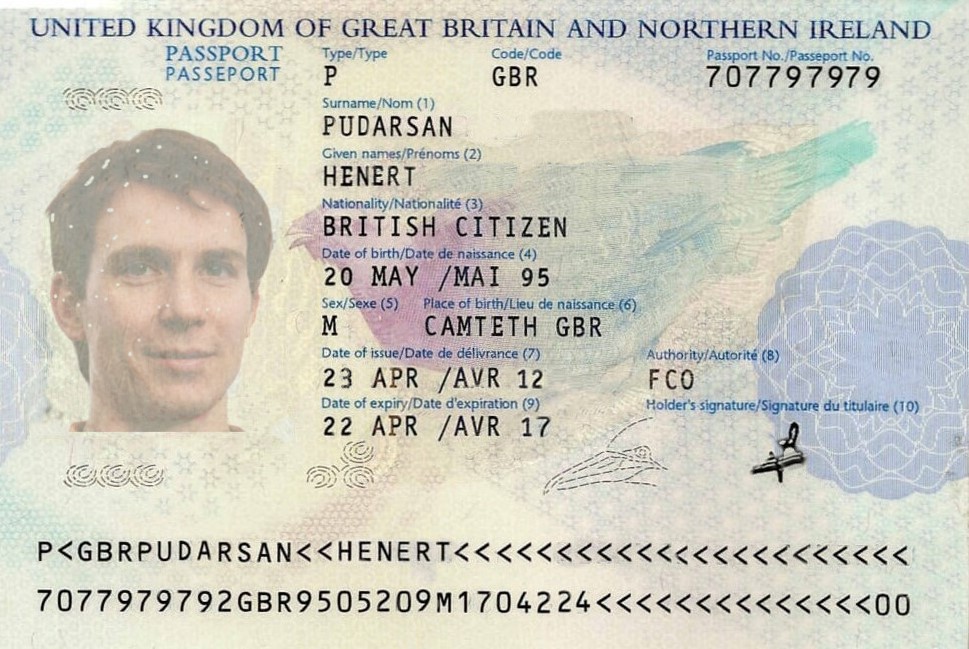 UNITED KINGDOM OF GREAT BRITAIN AND NORTHERN IRELAND
PASSPORT
PASSEPORT
Type/Type
P
Code/Code
GBR
Passport No./Passeport No.
707797979
Surname/Nom (1)
PUDARSAN
Given names/Prénoms (2)
HENERT
Nationality/Nationalité (3)
BRITISH CITIZEN
Date of birth/Date de naissance (4)
20 MAY /MAI 95
Sex/Sexe (5) Place of birth/Lieu de naissance (6)
M CAMTETH GBR
Date of issue/Date de délivrance (7)
23 APR /AVR 12
Authority/Autorité (8)
FCO
Date of expiry/Date d'expiration (9)
22 APR /AVR 17
Holder's signature/Signature du titulaire (10)
P<GBRPUDARSAN<<HENERT<<<<<<<<<<<<<<<<<<<<<<<
7077979792GBR9505209M1704224<<<<<<<<<<<<<<00